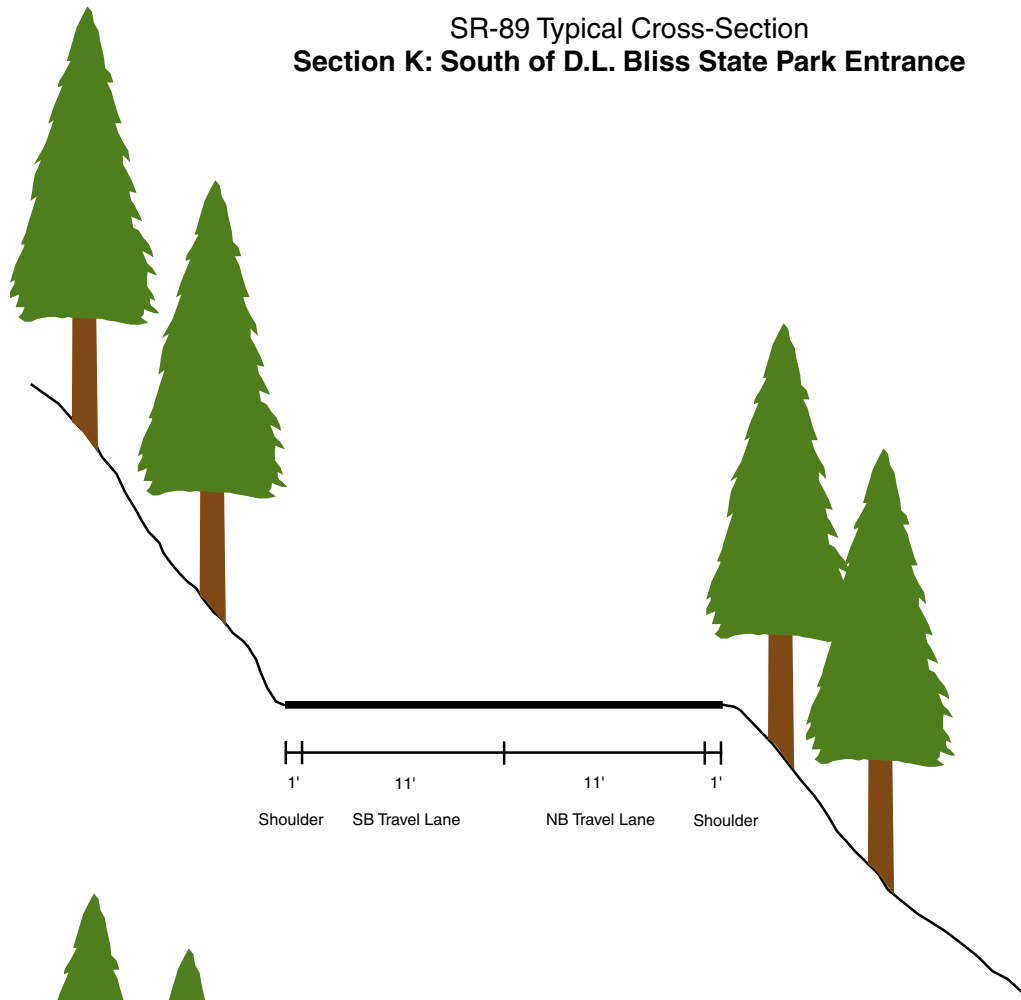 SR-89 Typical Cross-Section
Section K: South of D.L. Bliss State Park Entrance
1' 11' 11' 1'
Shoulder SB Travel Lane NB Travel Lane Shoulder